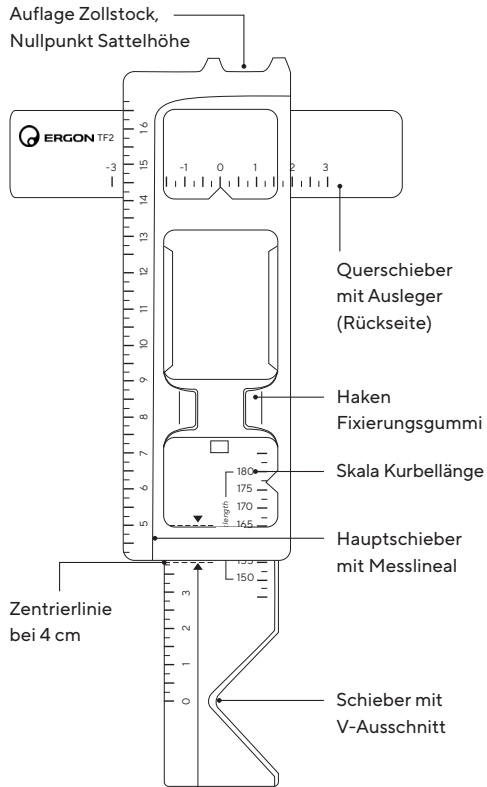 Auflage Zollstock,
Nullpunkt Sattelhöhe
ERGON TF2
-3 -1 0 1 2 3
16
15
14
13
12
11
10
9
8
7
6
5
3
2
1
0
Querschieber
mit Ausleger
(Rückseite)
Haken
Fixierungsgummi
180
175
170
165
150
length
Skala Kurbellänge
Hauptschieber
mit Messlineal
Zentrierlinie
bei 4 cm
Schieber mit
V-Ausschnitt